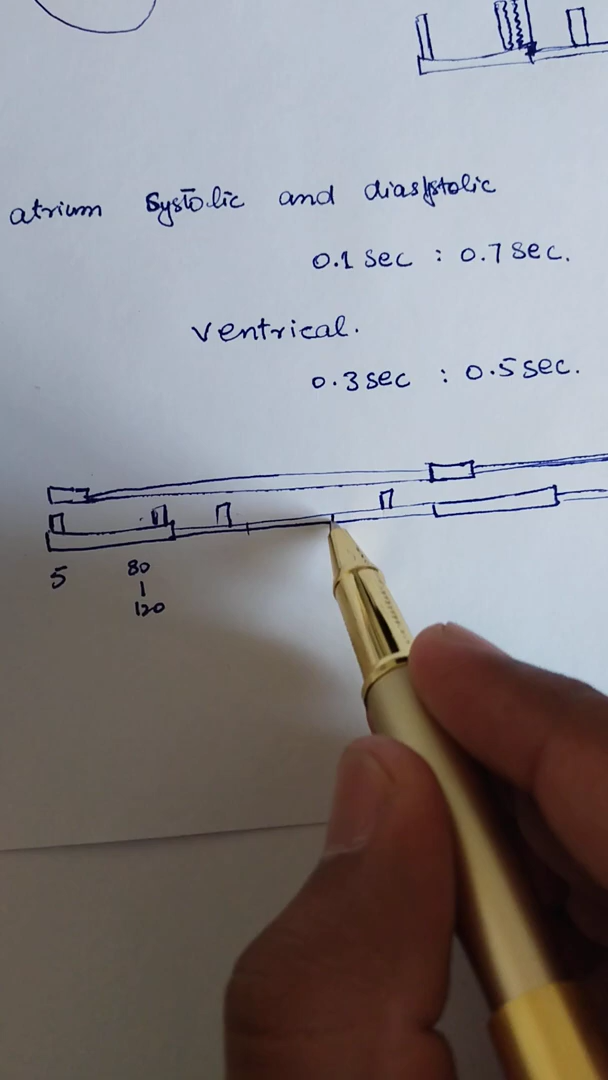 atrium systolic and diasystolic
0.1 sec : 0.7 sec.
ventrical.
0.3 sec : 0.5 sec.
5 80
120